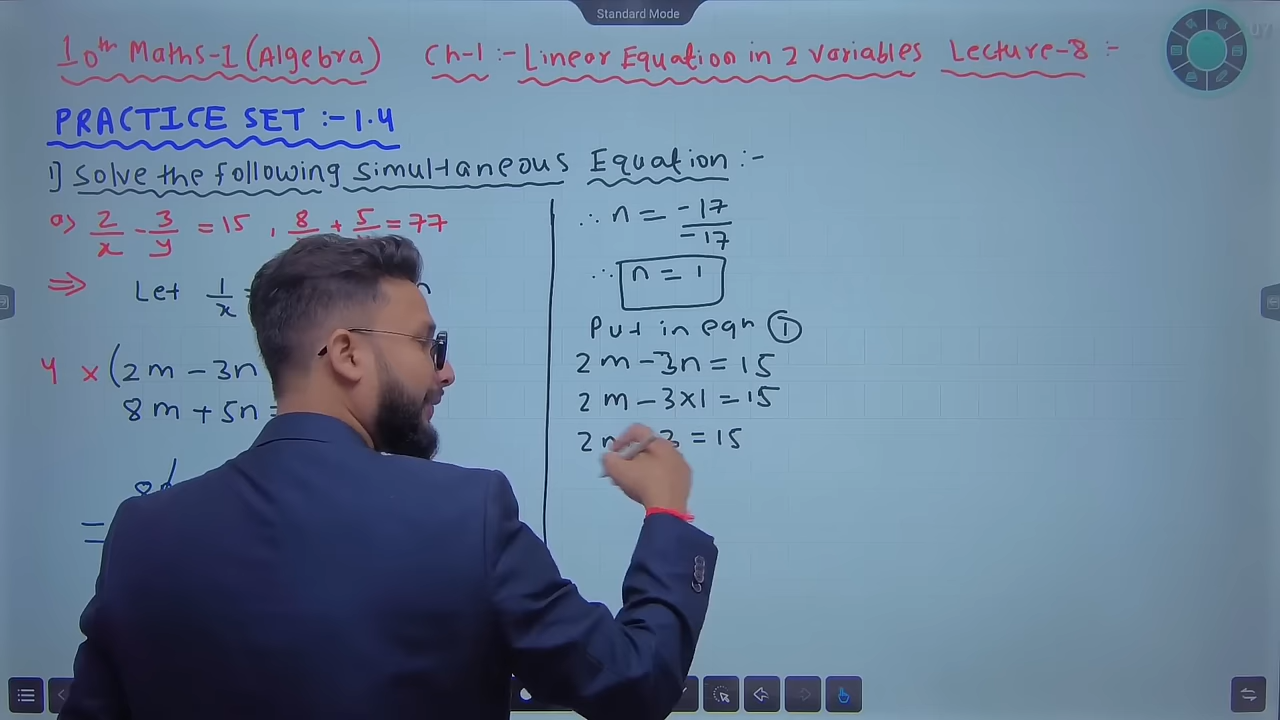 Standard Mode
10th Maths-I (Algebra) Ch-1 :- Linear Equation in 2 Variables Lecture-8 :-
PRACTICE SET :- 1.4
1] Solve the following Simultaneous Equation :-
a) 2/x - 3/y = 15 , 8/ + 5/ = 77
⇒ Let 1/x = n
4 × (2m - 3n
8m + 5n =
8
=
∴ n = -17/-17
∴ n = 1
Put in eqn ①
2m - 3n = 15
2m - 3×1 = 15
2m 3 = 15